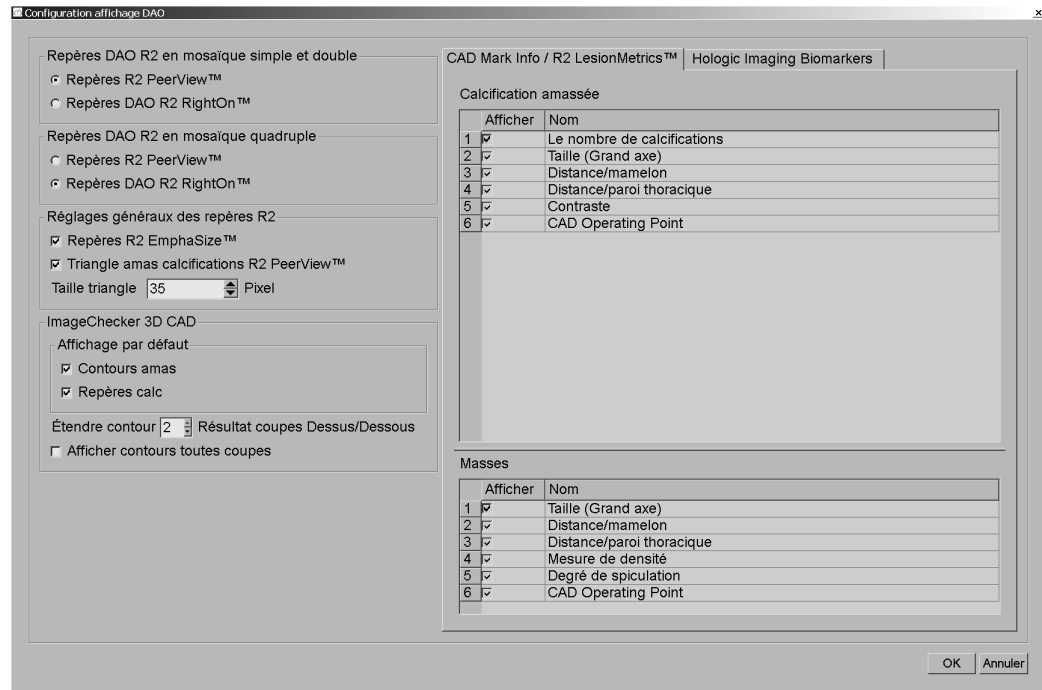 Configuration affichage DAO
Repères DAO R2 en mosaïque simple et double
Repères R2 PeerView™
Repères DAO R2 RightOn™
Repères DAO R2 en mosaïque quadruple
Repères R2 PeerView™
Repères DAO R2 RightOn™
Réglages généraux des repères R2
Repères R2 EmphaSize™
Triangle amas calcifications R2 PeerView™
Taille triangle 35 Pixel
ImageChecker 3D CAD
Affichage par défaut
Contours amas
Repères calc
Étendre contour 2 Résultat coupes Dessus/Dessous
Afficher contours toutes coupes
CAD Mark Info / R2 LesionMetrics™ Hologic Imaging Biomarkers
Calcification amassée
Afficher Nom
1 Le nombre de calcifications
2 Taille (Grand axe)
3 Distance/mamelon
4 Distance/paroi thoracique
5 Contraste
6 CAD Operating Point
Masses
Afficher Nom
1 Taille (Grand axe)
2 Distance/mamelon
3 Distance/paroi thoracique
4 Mesure de densité
5 Degré de spiculation
6 CAD Operating Point
OK Annuler